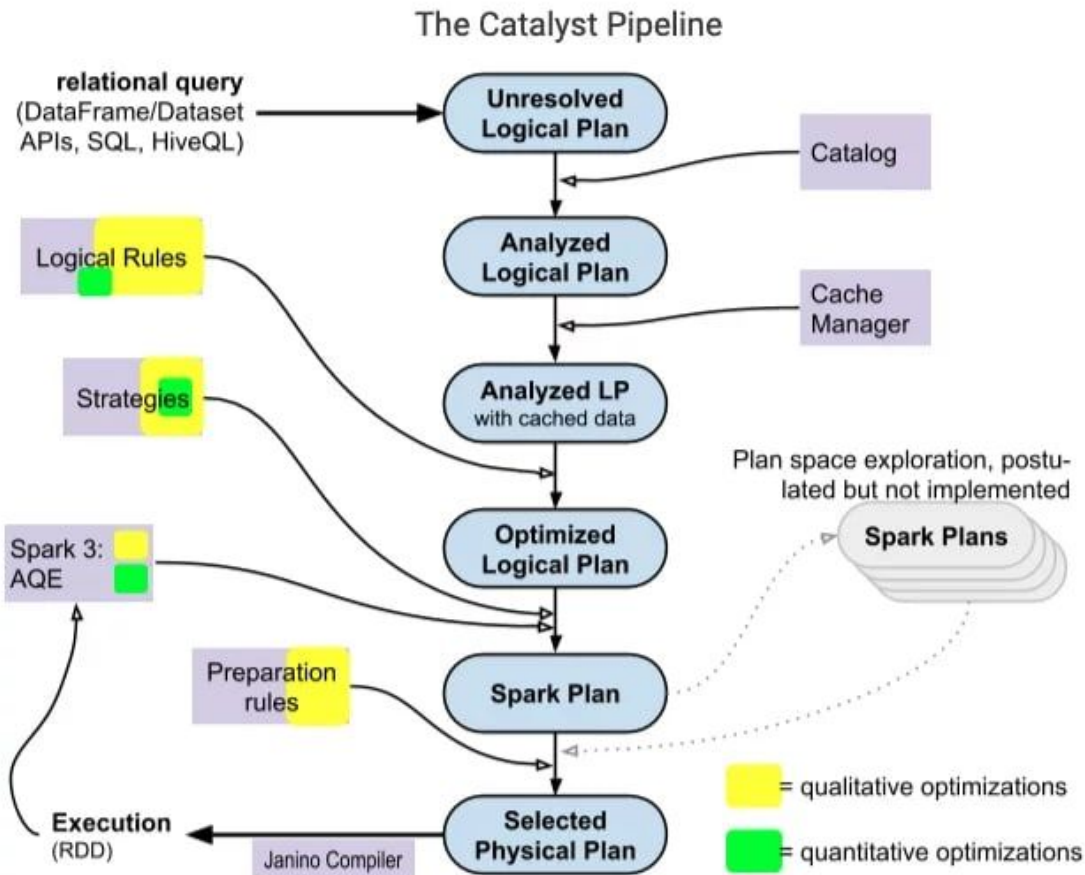 The Catalyst Pipeline
relational query
(DataFrame/Dataset
APIs, SQL, HiveQL)
Unresolved
Logical Plan
Catalog
Logical Rules
Analyzed
Logical Plan
Cache
Manager
Strategies
Analyzed LP
with cached data
Plan space exploration, postu-
lated but not implemented
Spark Plans
Spark 3:
AQE
Optimized
Logical Plan
Preparation
rules
Spark Plan
= qualitative optimizations
Execution
(RDD)
Janino Compiler
Selected
Physical Plan
= quantitative optimizations